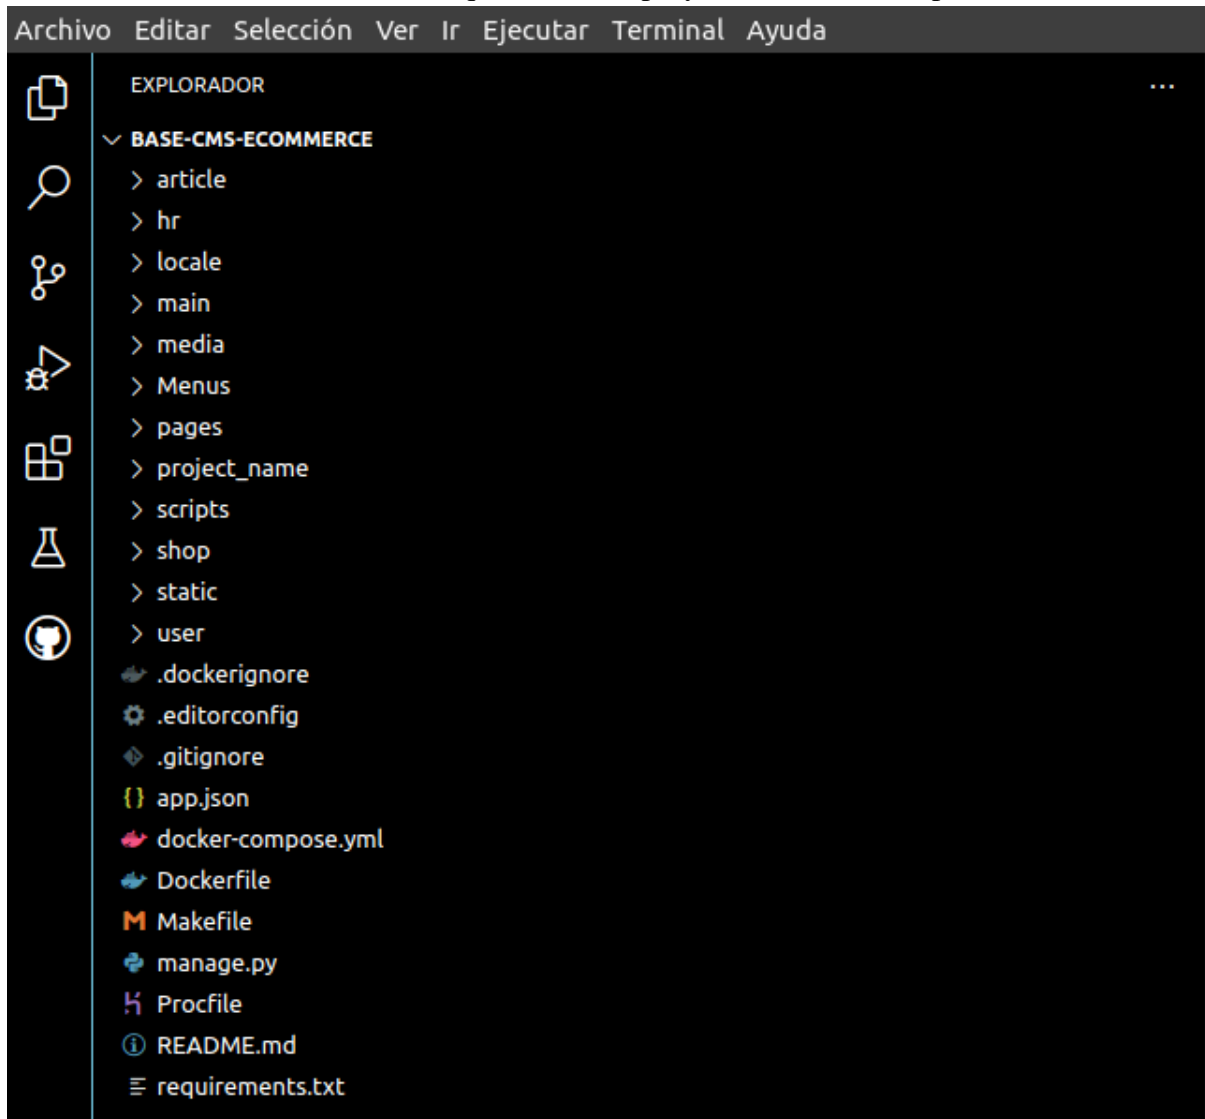 Archivo Editar Selección Ver Ir Ejecutar Terminal Ayuda
EXPLORADOR
BASE-CMS-ECOMMERCE
article
hr
locale
main
media
Menus
pages
project_name
scripts
shop
static
user
.dockerignore
.editorconfig
.gitignore
app.json
docker-compose.yml
Dockerfile
Makefile
manage.py
Procfile
README.md
requirements.txt